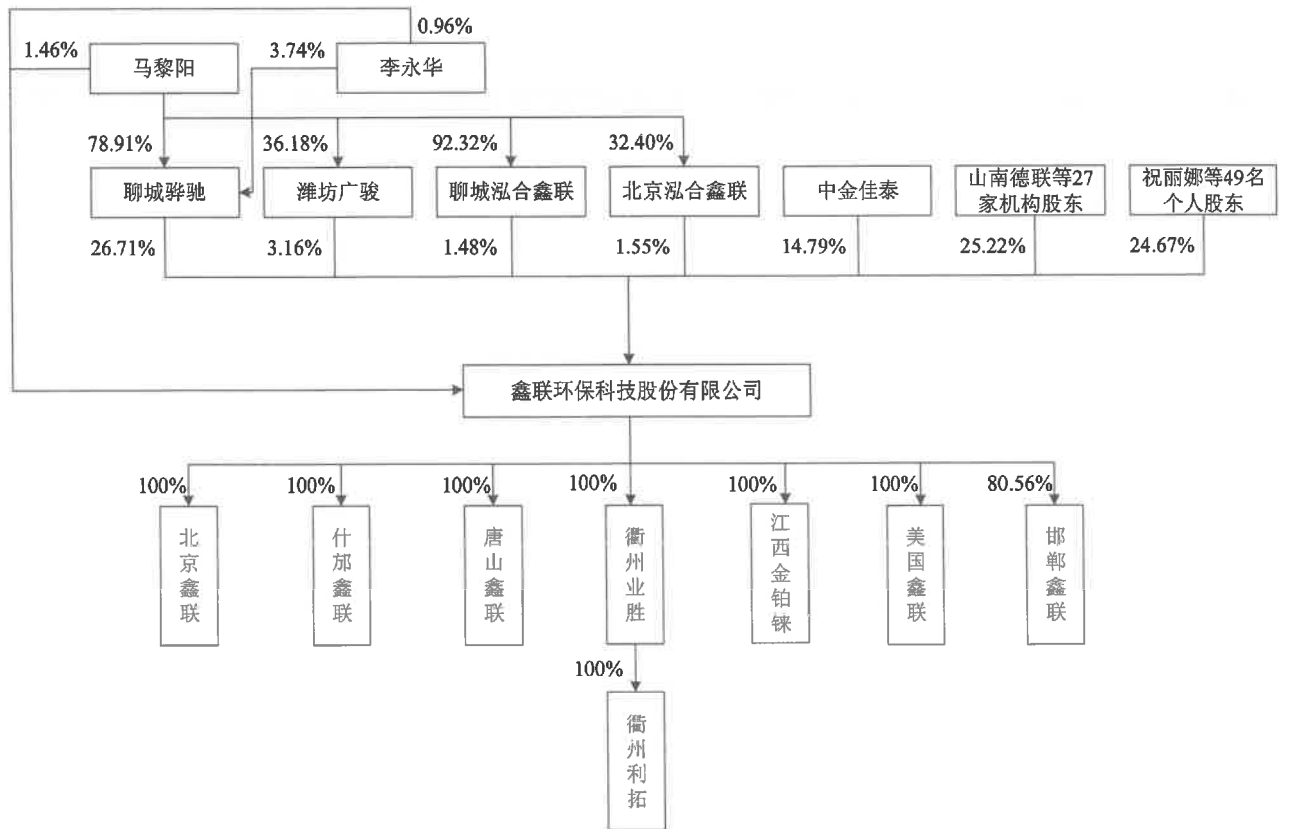 0.96%
1.46%
3.74%
马黎阳
李永华
78.91%
36.18%
92.32%
32.40%
聊城骅驰
潍坊广骏
聊城泓合鑫联
北京泓合鑫联
中金佳泰
山南德联等27
家机构股东
祝丽娜等49名
个人股东
26.71%
3.16%
1.48%
1.55%
14.79%
25.22%
24.67%
鑫联环保科技股份有限公司
100%
100%
100%
100%
100%
100%
80.56%
北京鑫联
什邡鑫联
唐山鑫联
衢州业胜
江西金铂铼
美国鑫联
邯郸鑫联
100%
衢州利拓